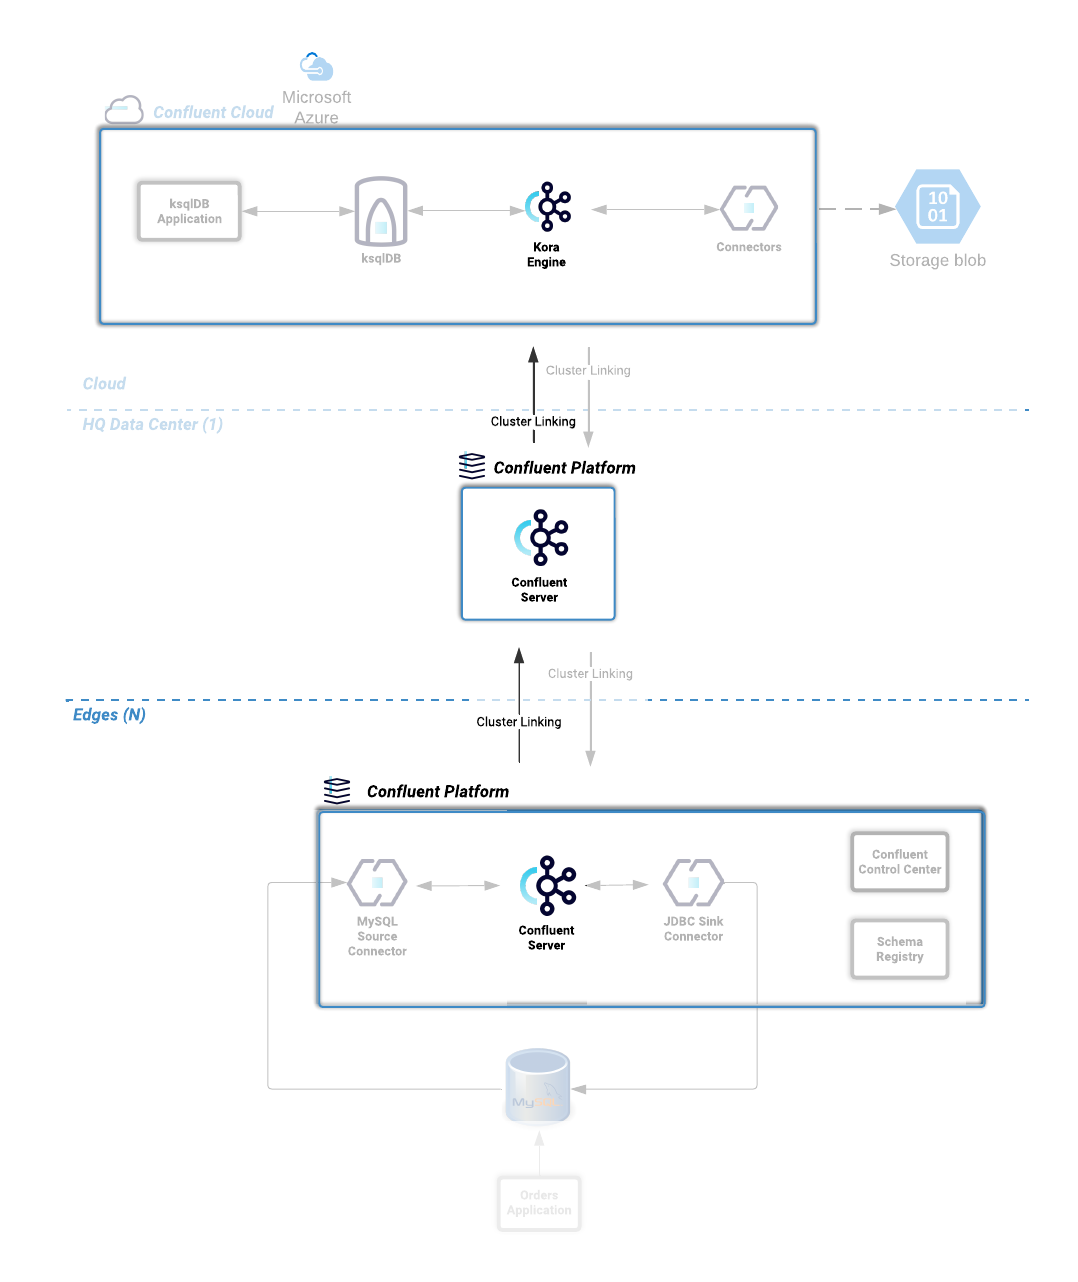 Microsoft
Azure
Confluent Cloud
ksqlDB
Application
ksqlDB
Kora
Engine
Connectors
10
01
Storage blob
Cluster Linking
Cloud
HQ Data Center (1)
Cluster Linking
Confluent Platform
Confluent
Server
Cluster Linking
Edges (N)
Cluster Linking
Confluent Platform
Confluent
Control Center
MySQL
Source
Connector
Confluent
Server
JDBC Sink
Connector
Schema
Registry
MySQL
Orders
Application